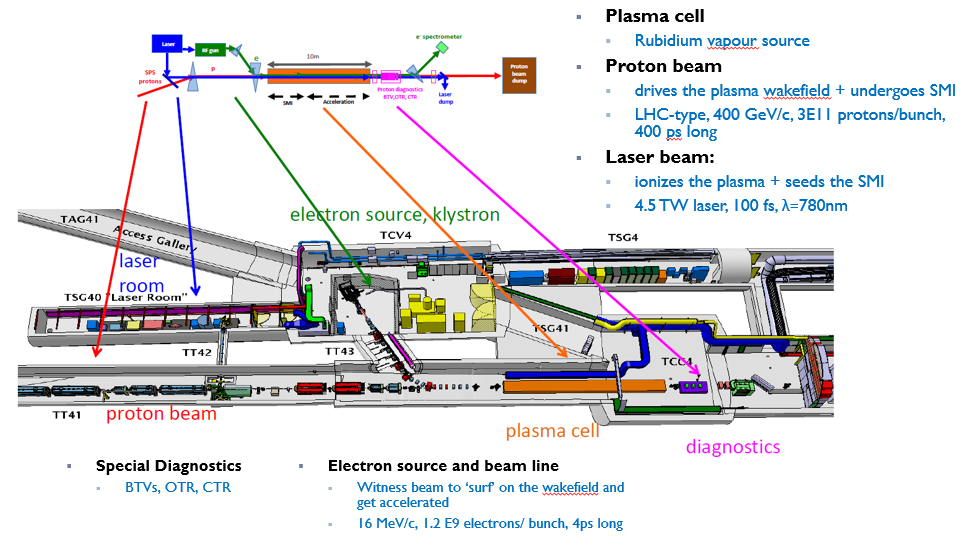 Laser
RF gun
e
e- spectrometer
10m
SPS
protons
p
Proton
beam
dump
Laser
dump
Proton diagnostics
BTV,OTR, CTR
SMI
Acceleration
Plasma cell
Rubidium vapour source
Proton beam
drives the plasma wakefield + undergoes SMI
LHC-type, 400 GeV/c, 3E11 protons/bunch,
400 ps long
Laser beam:
ionizes the plasma + seeds the SMI
4.5 TW laser, 100 fs, λ=780nm
electron source, klystron
TAG41
Access Gallery
TCV4
TSG4
laser
room
TSG40 "Laser Room"
TSG41
TT42
TT43
TCC4
TT41
proton beam
plasma cell
diagnostics
Special Diagnostics
BTVs, OTR, CTR
Electron source and beam line
Witness beam to ‘surf’ on the wakefield and
get accelerated
16 MeV/c, 1.2 E9 electrons/ bunch, 4ps long